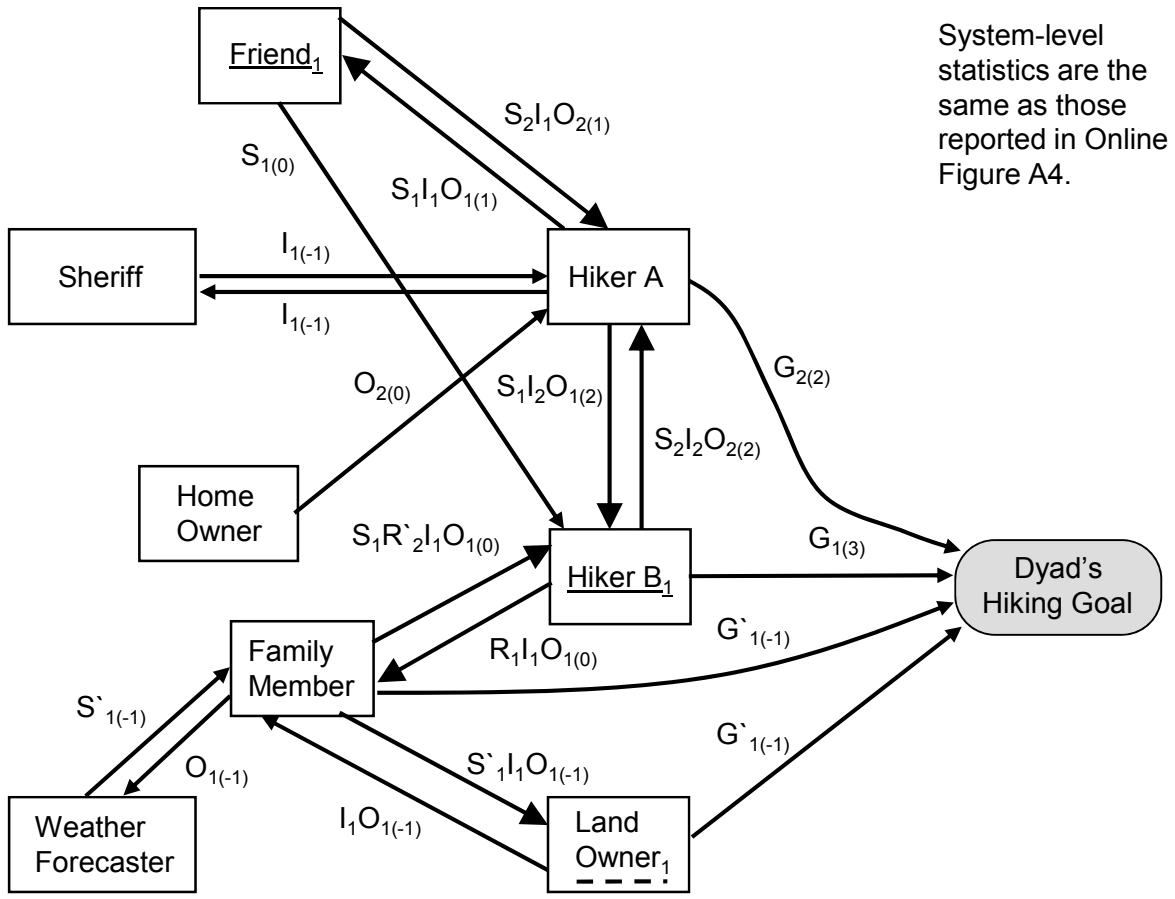 Friend₁
System-level
statistics are the
same as those
reported in Online
Figure A4.
S₂I₁O₂₍₁₎
S₁₍₀₎
S₁I₁O₁₍₁₎
Sheriff
I₁₍₋₁₎
I₁₍₋₁₎
Hiker A
G₂₍₂₎
O₂₍₀₎
S₁I₂O₁₍₂₎
S₂I₂O₂₍₂₎
Home
Owner
S₁R`₂I₁O₁₍₀₎
Hiker B₁
G₁₍₃₎
Dyad's
Hiking Goal
R₁I₁O₁₍₀₎
G`₁₍₋₁₎
Family
Member
S`₁₍₋₁₎
O₁₍₋₁₎
S`₁I₁O₁₍₋₁₎
G`₁₍₋₁₎
I₁O₁₍₋₁₎
Weather
Forecaster
Land
Owner₁